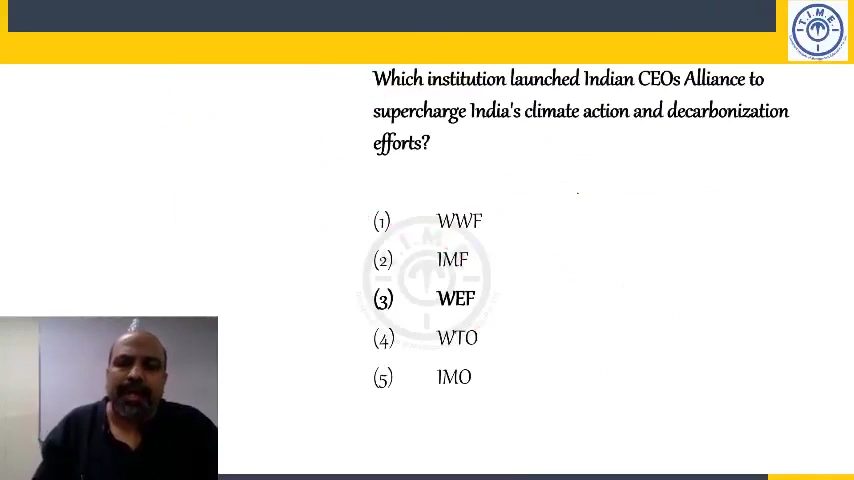 T.I.M.E.
Which institution launched Indian CEOs Alliance to
supercharge India's climate action and decarbonization
efforts?
(1) WWF
(2) IMF
(3) WEF
(4) WTO
(5) IMO